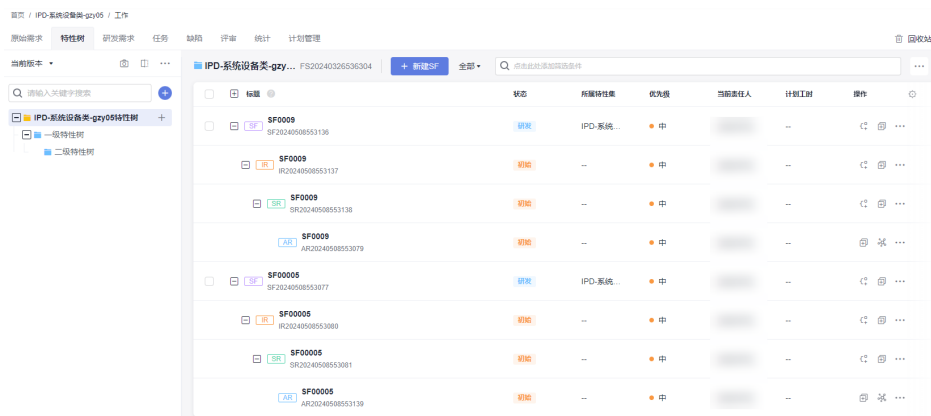 首页 / IPD-系统设备类-gzy05 / 工作
原始需求 特性树 研发需求 任务 缺陷 评审 统计 计划管理 回收站
当前版本
请输入关键字搜索
IPD-系统设备类-gzy05特性树
一级特性树
二级特性树
IPD-系统设备类-gzy... FS20240326536304 + 新建SF 全部 点击此处添加筛选条件
标题 状态 所属特性集 优先级 当前责任人 计划工时 操作
SF SF0009 研发 IPD-系统... 中 --
SF20240508553136
IR SF0009 初始 -- 中 --
IR20240508553137
SR SF0009 初始 -- 中 --
SR20240508553138
AR SF0009 初始 -- 中 --
AR20240508553079
SF SF00005 研发 IPD-系统... 中 --
SF20240508553077
IR SF00005 初始 -- 中 --
IR20240508553080
SR SF00005 初始 -- 中 --
SR20240508553081
AR SF00005 初始 -- 中 --
AR20240508553139